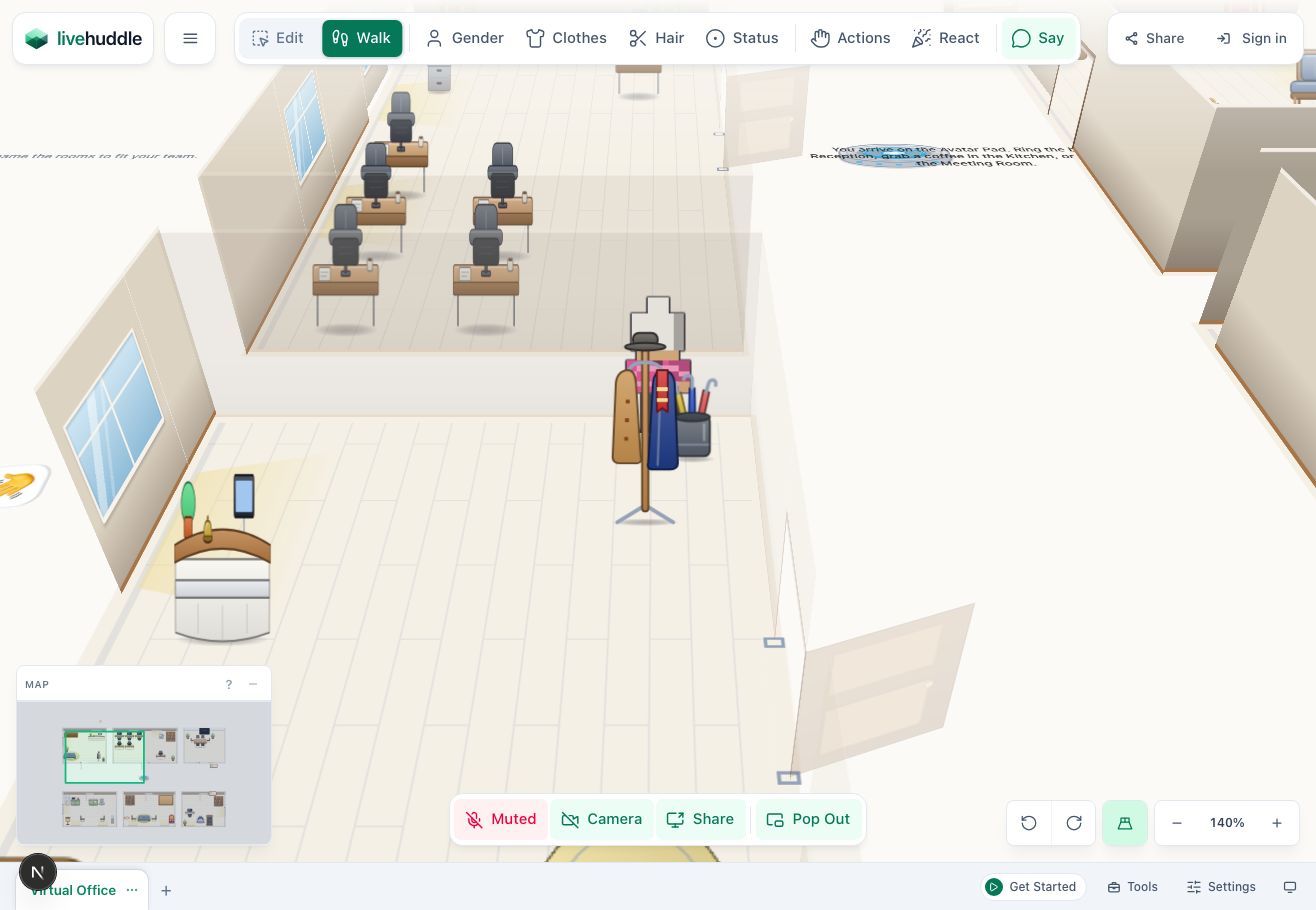 livehuddle
Edit
Walk
Gender
Clothes
Hair
Status
Actions
React
Say
Share
Sign in
the rooms to fit your team.
You arrive on the Avatar Pad. Ring the
Reception, grab a coffee in the Kitchen, or
the Meeting Room.
MAP
?
Muted
Camera
Share
Pop Out
140%
N
Virtual Office
Get Started
Tools
Settings